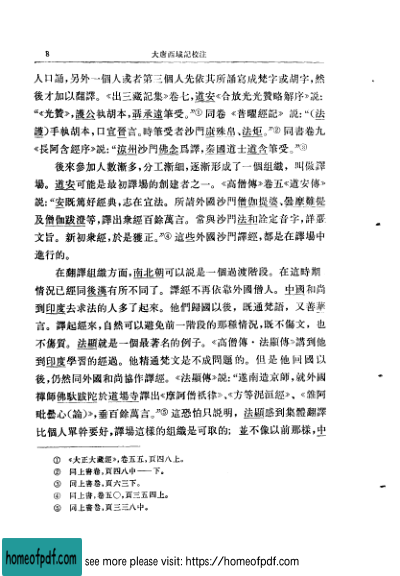 8 大唐西域記校注
人口誦,另外一個人或者第三個人先依其所誦寫成梵字或胡字,然
後才加以翻譯。《出三藏記集》卷七,道安《合放光光贊略解序》説:
“《光贊》,護公執胡本,聶承遠筆受。”① 同卷《普曜經記》説:“(法
護)手執胡本,口宣晉言。時筆受者沙門康殊帛、法炬。”② 同書卷九
《長阿含經序》説:“涼州沙門佛念爲譯,秦國道士道含筆受。”③
後來參加人數漸多,分工漸細,逐漸形成了一個組織,叫做譯
場。道安可能是最初譯場的創建者之一。《高僧傳》卷五《道安傳》
説:“安既篤好經典,志在宣法。所請外國沙門僧伽提婆、曇摩難提
及僧伽跋澄等,譯出衆經百餘萬言。常與沙門法和詮定音字,詳覈
文旨。新初衆經,於是獲正。”④ 這些外國沙門譯經,都是在譯場中
進行的。
在翻譯組織方面,南北朝可以説是一個過渡階段。在這時期
情況已經同後漢有所不同了。譯經不再依靠外國僧人。中國和尚
到印度去求法的人多了起來。他們歸國以後,既通梵語,又善華
言。譯起經來,自然可以避免前一階段的那種情況,既不傷文,也
不傷質。法顯就是一個最著名的例子。《高僧傳·法顯傳》講到他
到印度學習的經過。他精通梵文是不成問題的。但是他回國以
後,仍然同外國和尚協作譯經。《法顯傳》説:“遂南造京師,就外國
禪師佛馱跋陀於道場寺譯出《摩訶僧祇律》、《方等泥洹經》、《雜阿
毗曇心(論)》,垂百餘萬言。”⑤ 這恐怕只説明,法顯感到集體翻譯
比個人單幹要好,譯場這樣的組織是可取的; 並不像以前那樣,中
① 《大正大藏經》,卷五五,頁四八上。
② 同上書卷,頁四八中——下。
③ 同上書卷,頁六三下。
④ 同上書,卷五〇,頁三五四上。
⑤ 同上書卷,頁三三八中。
homeofpdf.com see more please visit: https://homeofpdf.com